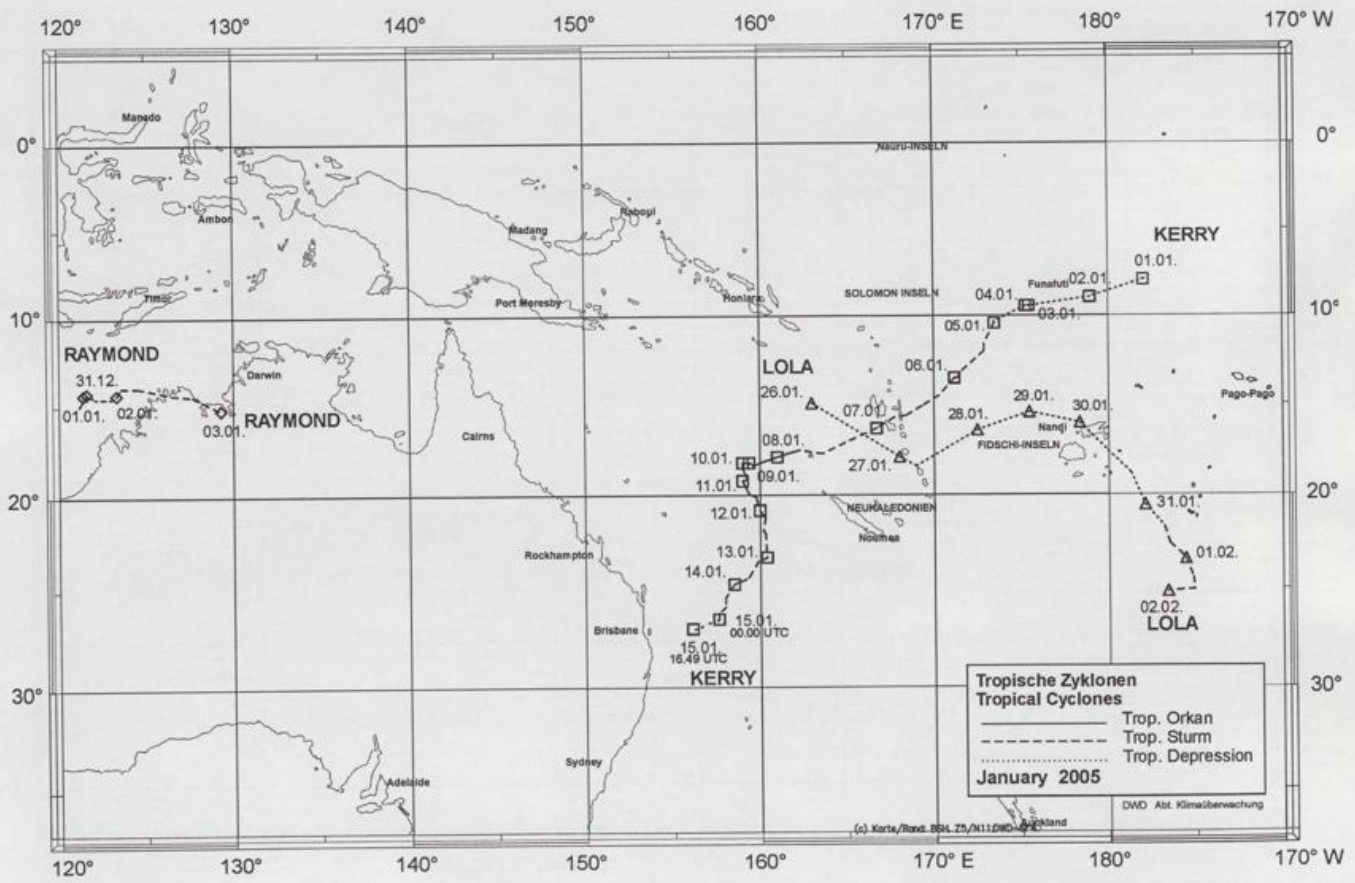 120° 130° 140° 150° 160° 170° E 180° 170° W
Manado
0° 0°
Nauru-INSELN
Ambon
Madang
KERRY
01.01.
02.01.
Funafuti
Timor
Port Moresby
Honiara
SOLOMON INSELN
04.01.
03.01.
10° 10°
05.01.
RAYMOND
LOLA
31.12.
Darwin
06.01.
26.01.
Pago-Pago
01.01.
02.01.
03.01.
RAYMOND
07.01.
28.01.
29.01.
30.01.
FIDSCHI-INSELN
Cairns
08.01.
27.01.
10.01.
09.01.
11.01.
20° 20°
12.01.
NEUKALEDONIEN
31.01.
Noumea
Rockhampton
13.01.
01.02.
14.01.
02.02.
LOLA
Brisbane
15.01.
00.00 UTC
15.01.
16.49 UTC
KERRY
30° 30°
Tropische Zyklonen
Tropical Cyclones
Trop. Orkan
Trop. Sturm
Trop. Depression
January 2005
Sydney
Adelaide
DWD Abt. Klimaüberwachung
Auckland
120° 130° 140° 150° 160° 170° E 180° 170° W